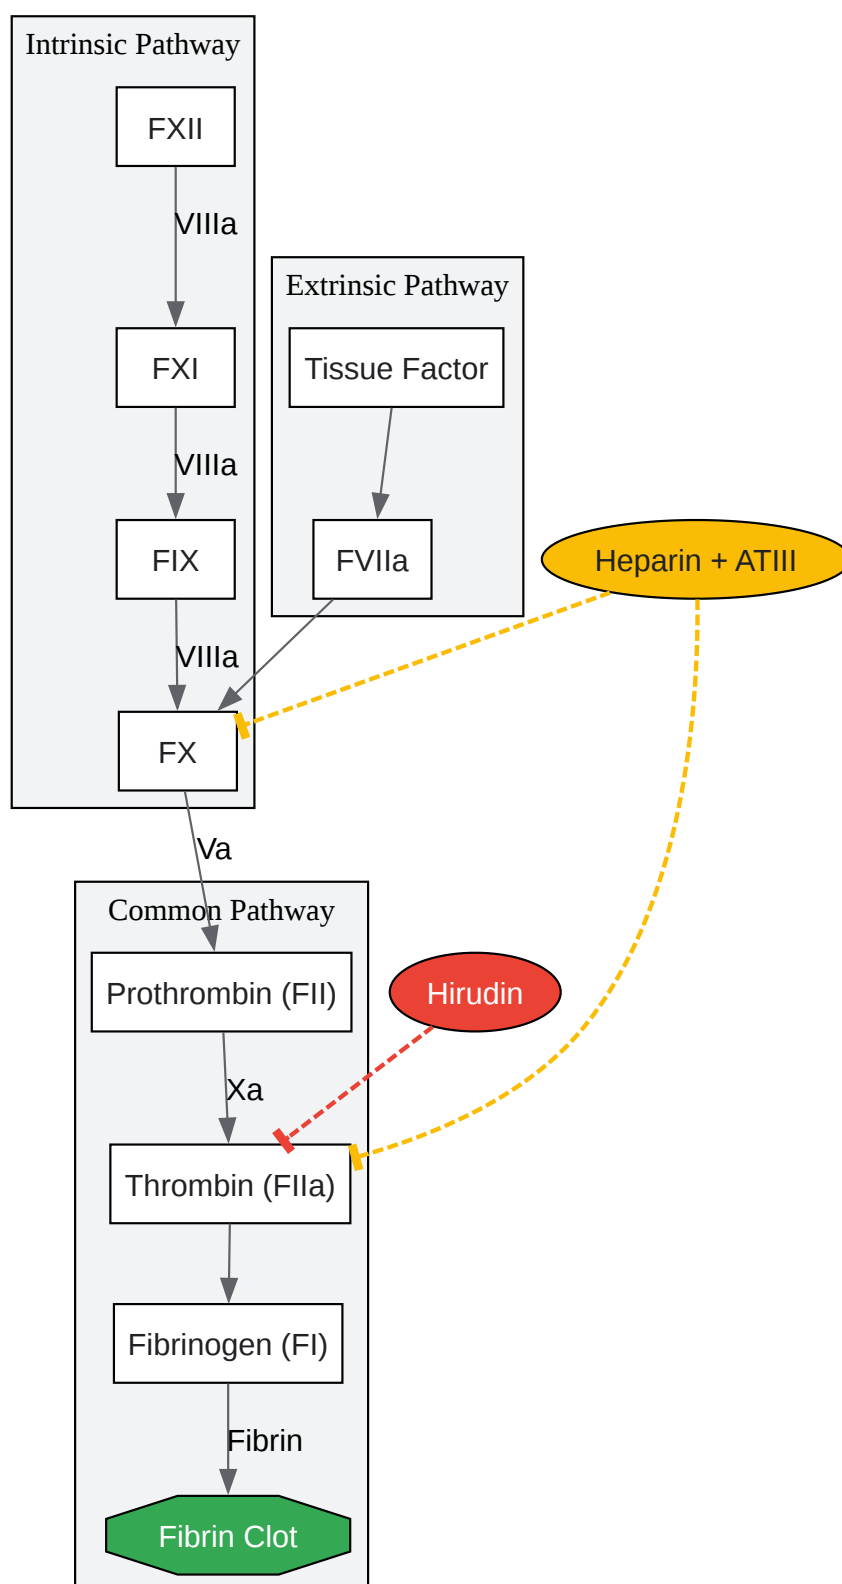 Intrinsic Pathway
FXII
VIIIa
Extrinsic Pathway
FXI
Tissue Factor
VIIIa
FIX
FVIIa
Heparin + ATIII
VIIIa
FX
Va
Common Pathway
Prothrombin (FII)
Hirudin
Xa
Thrombin (FIIa)
Fibrinogen (FI)
Fibrin
Fibrin Clot